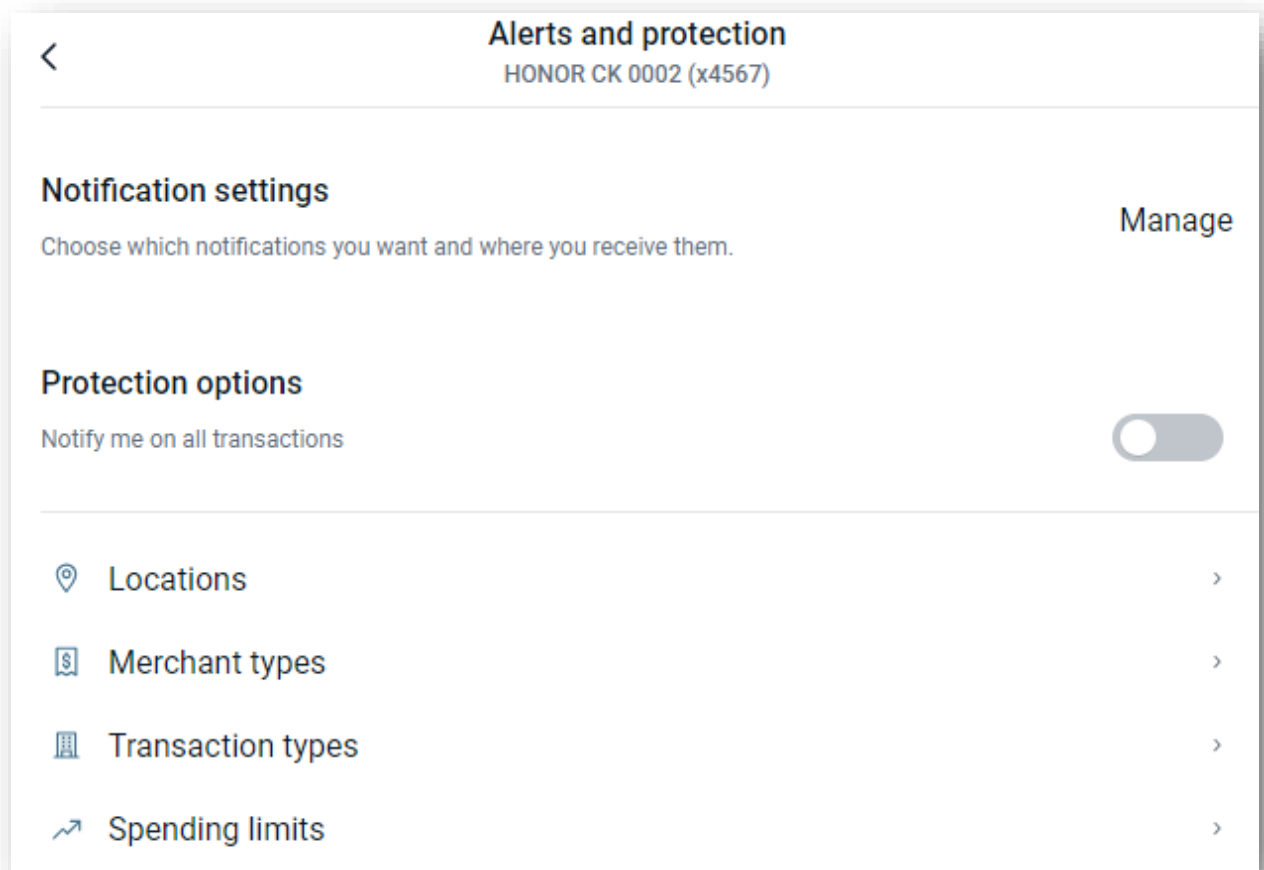 Alerts and protection
HONOR CK 0002 (x4567)
Notification settings
Manage
Choose which notifications you want and where you receive them.
Protection options
Notify me on all transactions
Locations
Merchant types
Transaction types
Spending limits